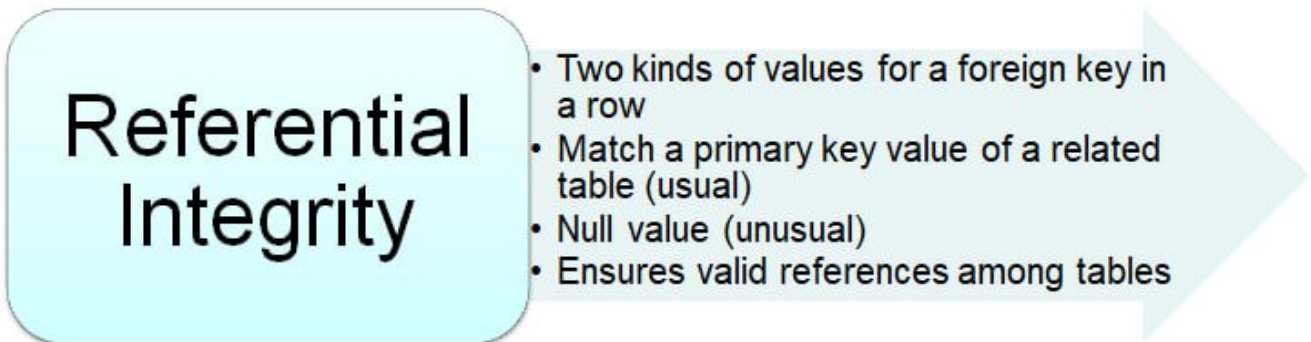 Referential
Integrity
• Two kinds of values for a foreign key in
a row
• Match a primary key value of a related
table (usual)
• Null value (unusual)
• Ensures valid references among tables